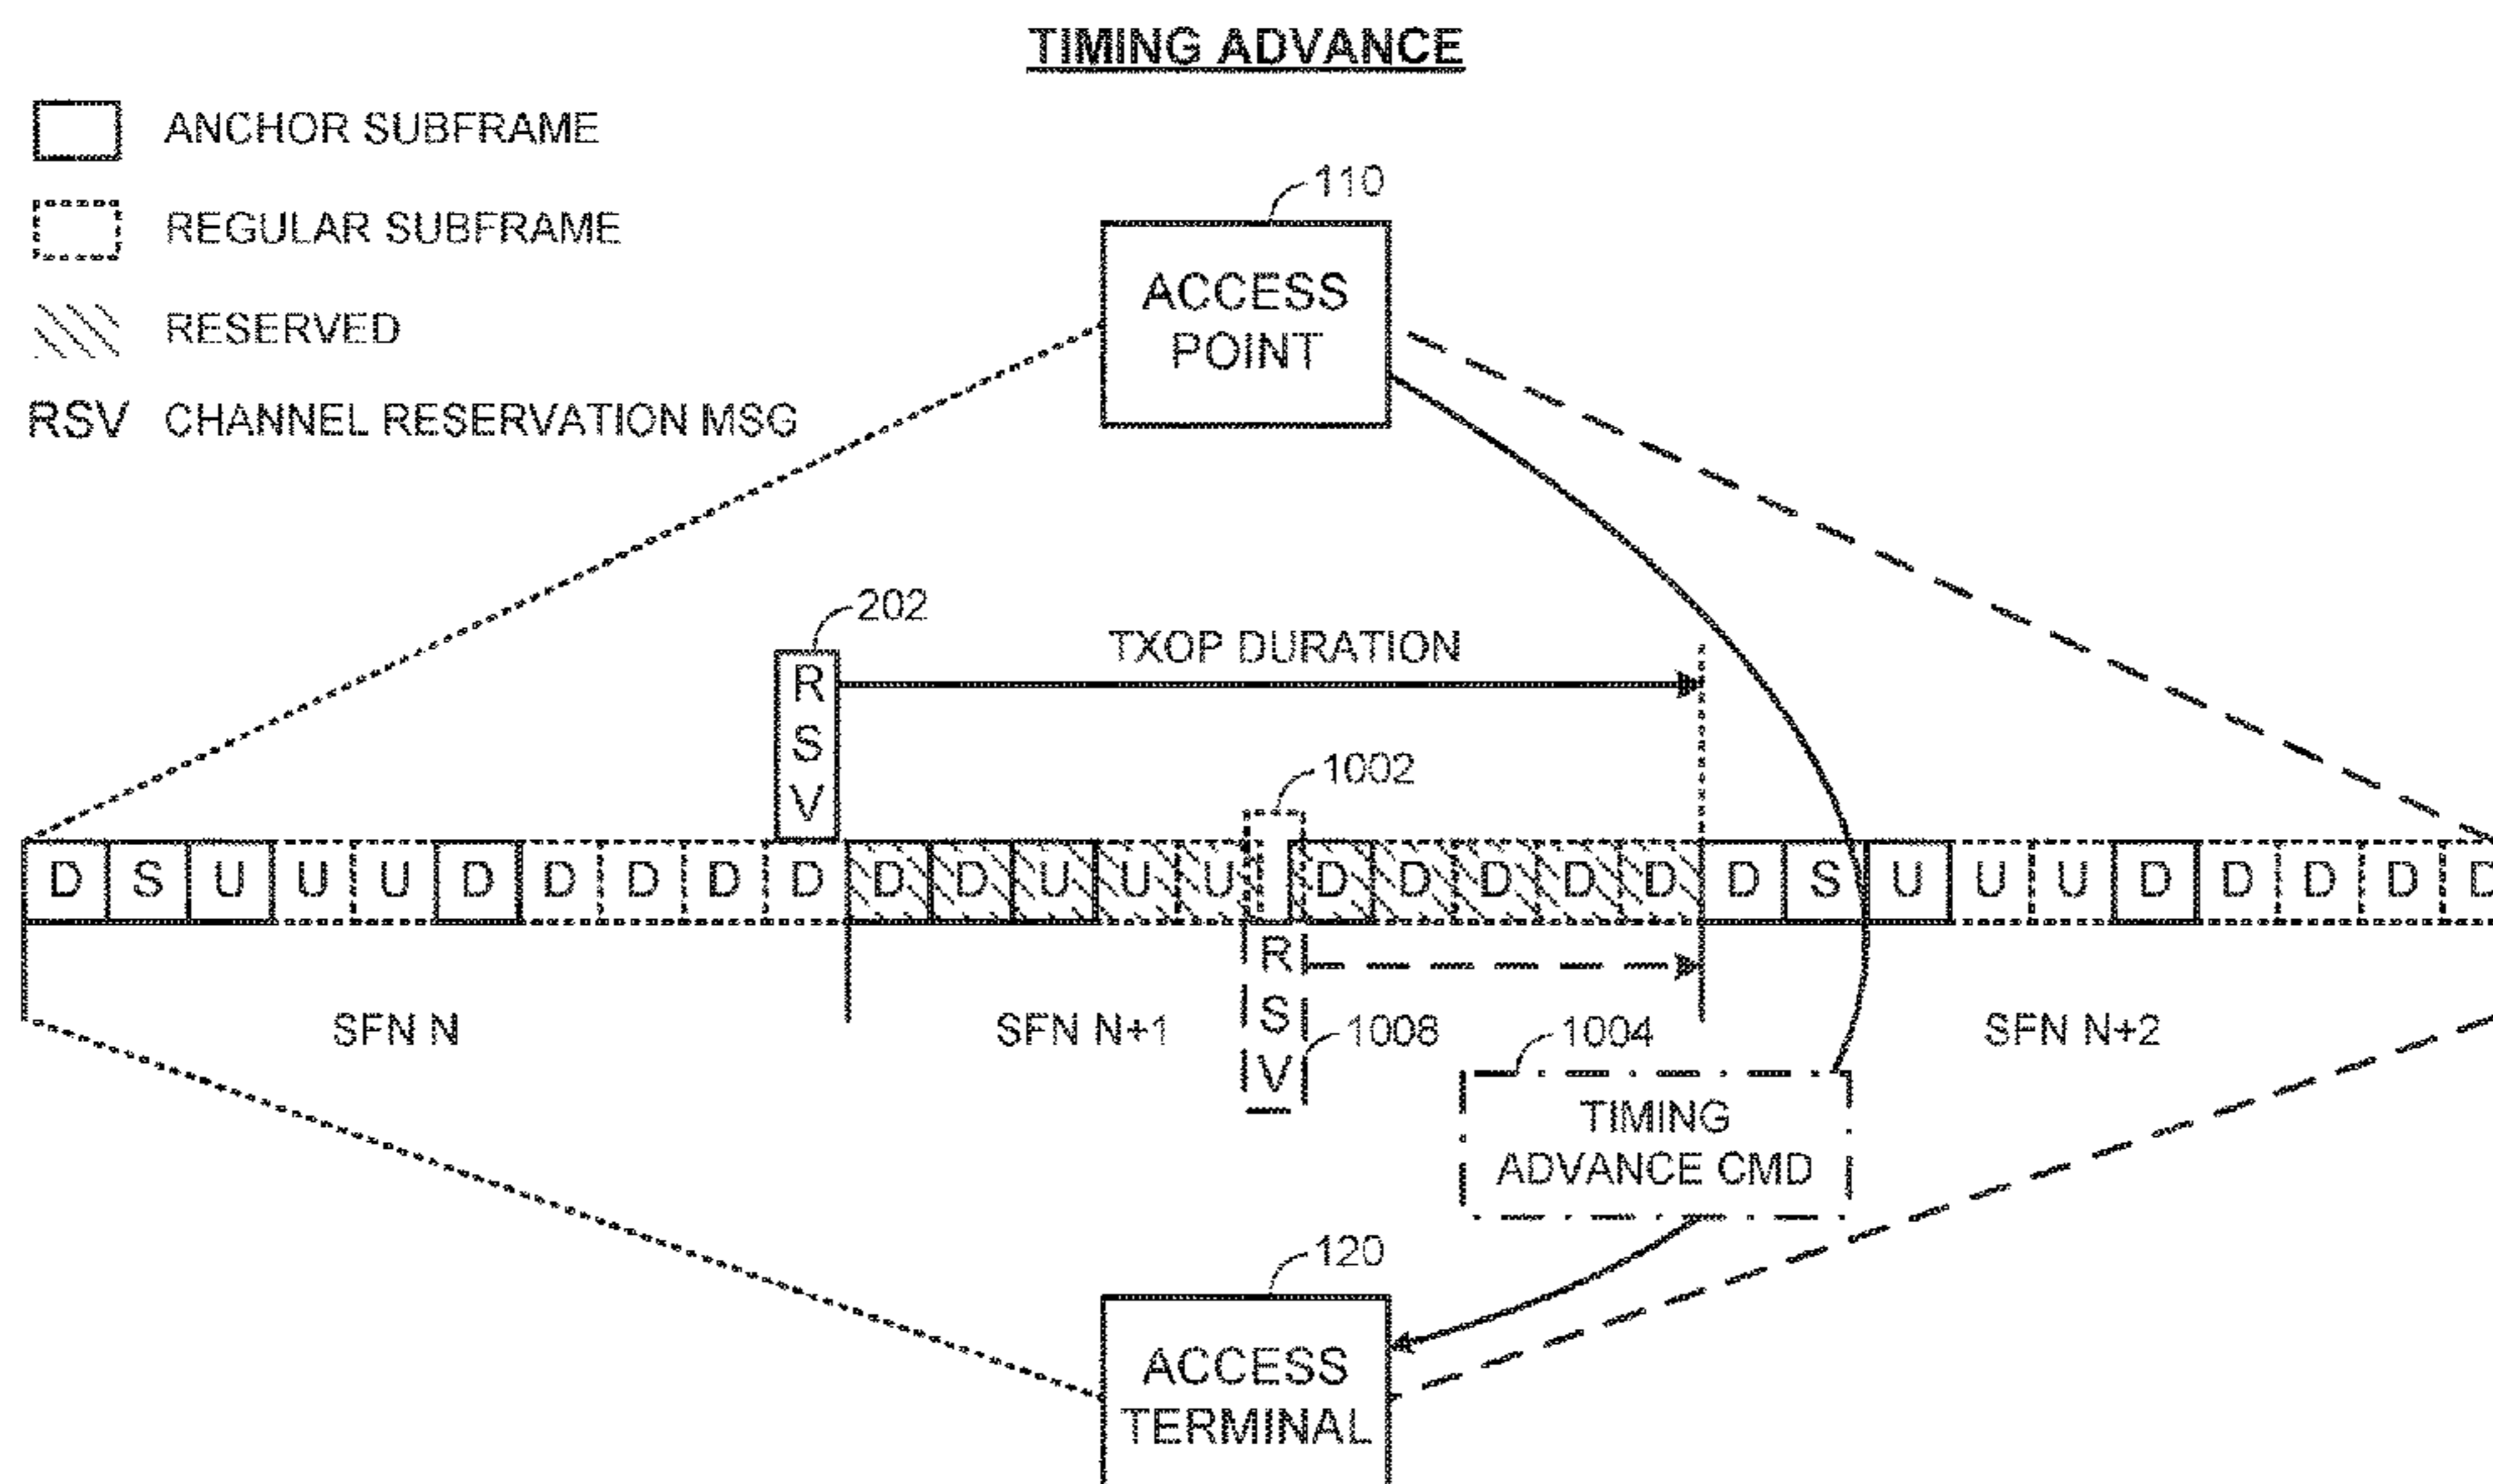 TIMING ADVANCE
ANCHOR SUBFRAME
REGULAR SUBFRAME
RESERVED
RSV CHANNEL RESERVATION MSG
110
ACCESS
POINT
202
TXOP DURATION
R
S
V
1002
D S U U U D D D D D D D U U U D D D D D D S U U U D D D D D
R
S
V
SFN N
SFN N+1
1008
1004
SFN N+2
TIMING
ADVANCE CMD
120
ACCESS
TERMINAL